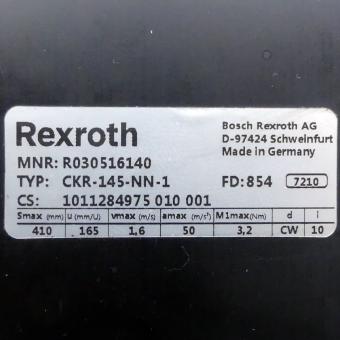 Rexroth
Bosch Rexroth AG
D-97424 Schweinfurt
Made in Germany
MNR: R030516140
TYP: CKR-145-NN-1 FD: 854 7210
CS: 1011284975 010 001
Smax (mm) u (mm/U) vmax (m/s) amax (m/s²) M1max(Nm) d i
410 165 1,6 50 3,2 CW 10